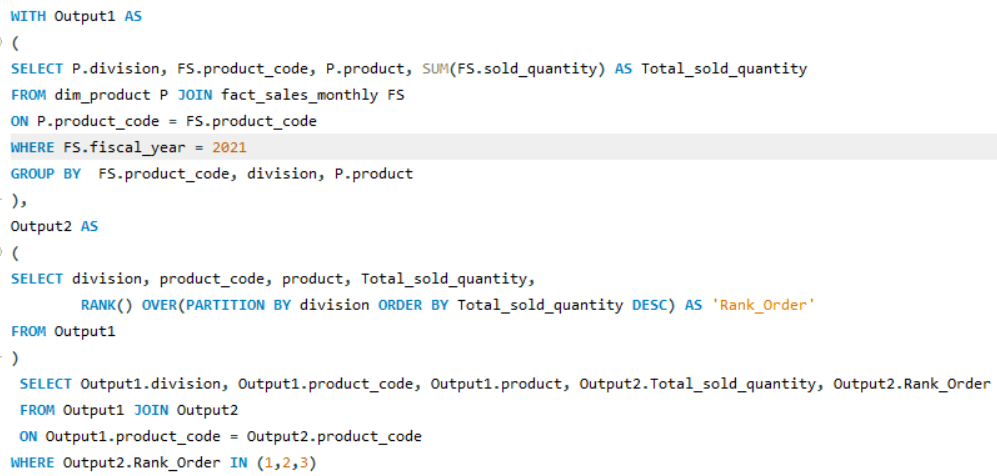 WITH Output1 AS
(
SELECT P.division, FS.product_code, P.product, SUM(FS.sold_quantity) AS Total_sold_quantity
FROM dim_product P JOIN fact_sales_monthly FS
ON P.product_code = FS.product_code
WHERE FS.fiscal_year = 2021
GROUP BY  FS.product_code, division, P.product
),
Output2 AS
(
SELECT division, product_code, product, Total_sold_quantity,
        RANK() OVER(PARTITION BY division ORDER BY Total_sold_quantity DESC) AS 'Rank_Order'
FROM Output1
)
 SELECT Output1.division, Output1.product_code, Output1.product, Output2.Total_sold_quantity, Output2.Rank_Order
 FROM Output1 JOIN Output2
 ON Output1.product_code = Output2.product_code
WHERE Output2.Rank_Order IN (1,2,3)